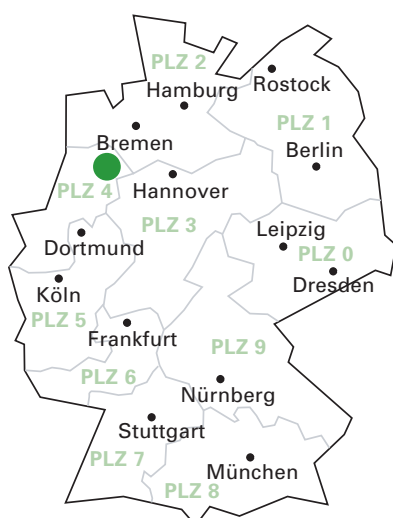 PLZ 2
Rostock
Hamburg
PLZ 1
Bremen
Berlin
PLZ 4
Hannover
PLZ 3
Leipzig
Dortmund
PLZ 0
Dresden
Köln
PLZ 5
Frankfurt
PLZ 9
PLZ 6
Nürnberg
Stuttgart
PLZ 7
München
PLZ 8